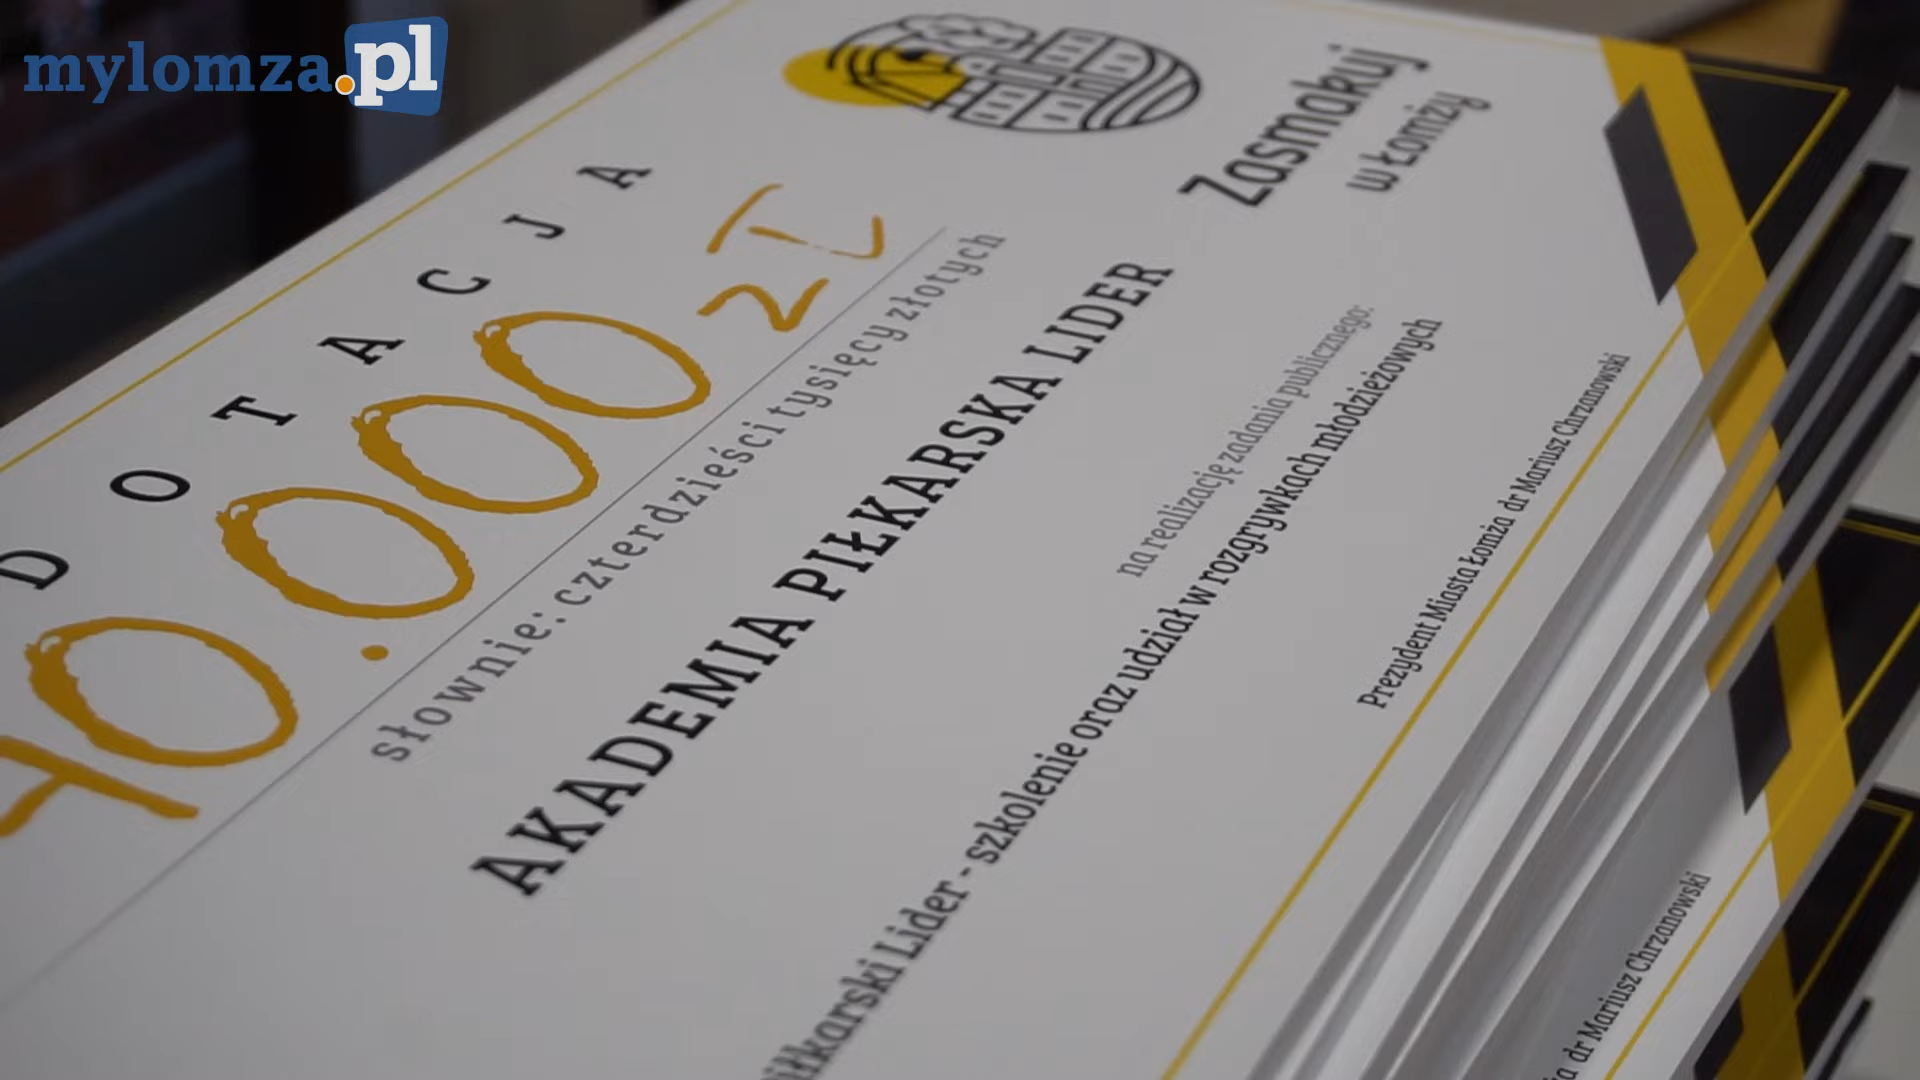 mylomza.pl
Zasmakuj
w Łomży
DOTACJA
40.000 ZŁ
słownie: czterdzieści tysięcy złotych
AKADEMIA PIŁKARSKA LIDER
na realizację zadania publicznego:
Lider - szkolenie oraz udział w rozgrywkach młodzieżowych
Prezydent Miasta Łomża dr Mariusz Chrzanowski
dr Mariusz Chrzanowski